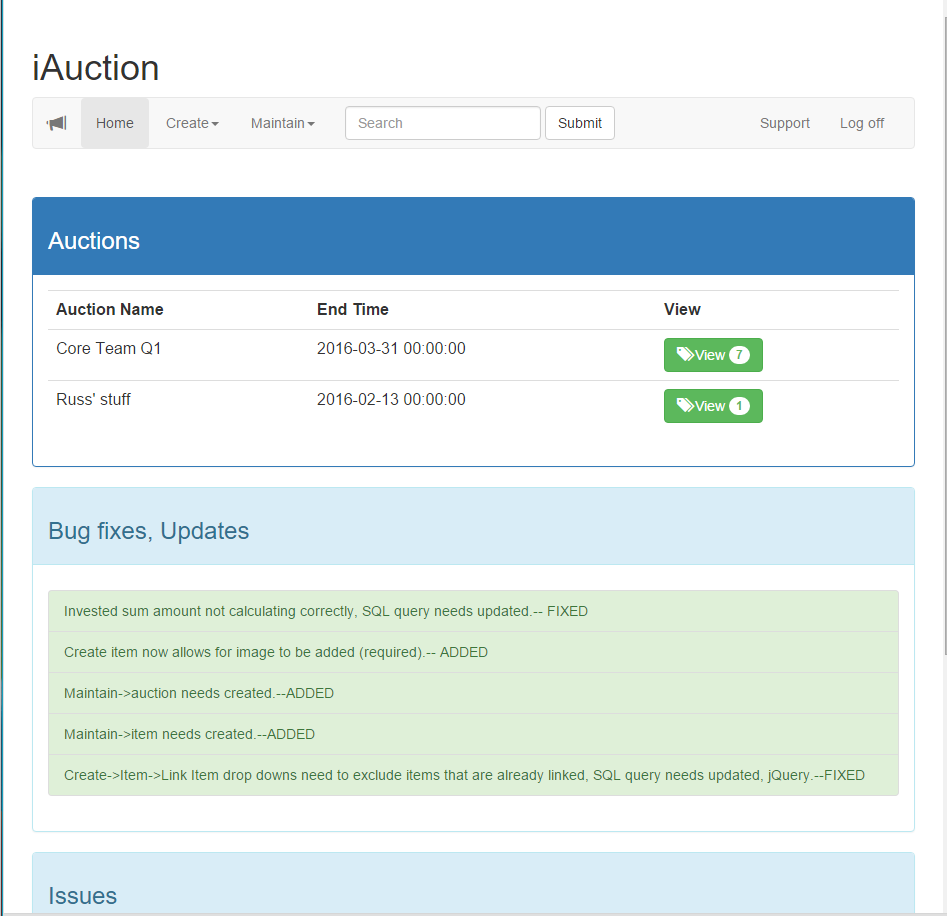 iAuction
Home Create Maintain Search Submit Support Log off
Auctions
Auction Name End Time View
Core Team Q1 2016-03-31 00:00:00 View 7
Russ' stuff 2016-02-13 00:00:00 View 1
Bug fixes, Updates
Invested sum amount not calculating correctly, SQL query needs updated.-- FIXED
Create item now allows for image to be added (required).-- ADDED
Maintain->auction needs created.--ADDED
Maintain->item needs created.--ADDED
Create->Item->Link Item drop downs need to exclude items that are already linked, SQL query needs updated, jQuery.--FIXED
Issues